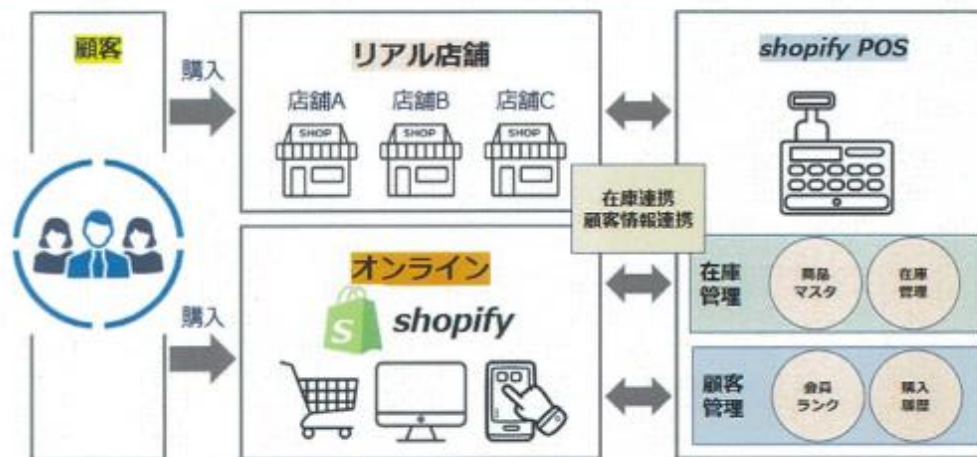 顧客
購入
リアル店舗
店舗A
店舗B
店舗C
SHOP
SHOP
SHOP
shopify POS
在庫連携
顧客情報連携
購入
オンライン
S
shopify
在庫
管理
商品
マスタ
在庫
管理
顧客
管理
会員
ランク
購入
履歴